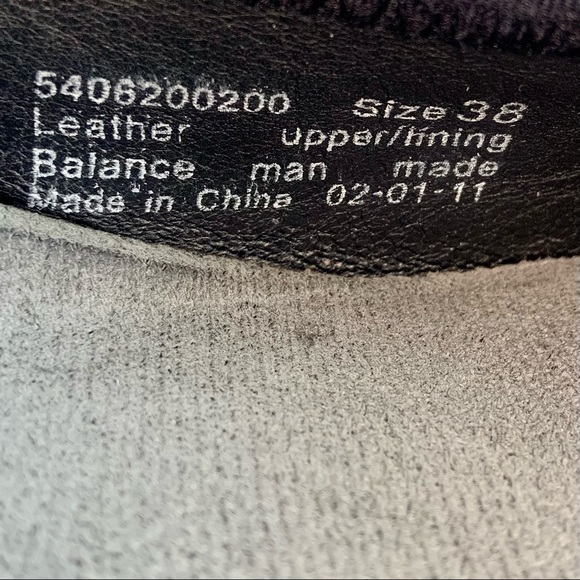 5406200200 Size 38
Leather upper/lining
Balance man made
Made in China 02-01-11